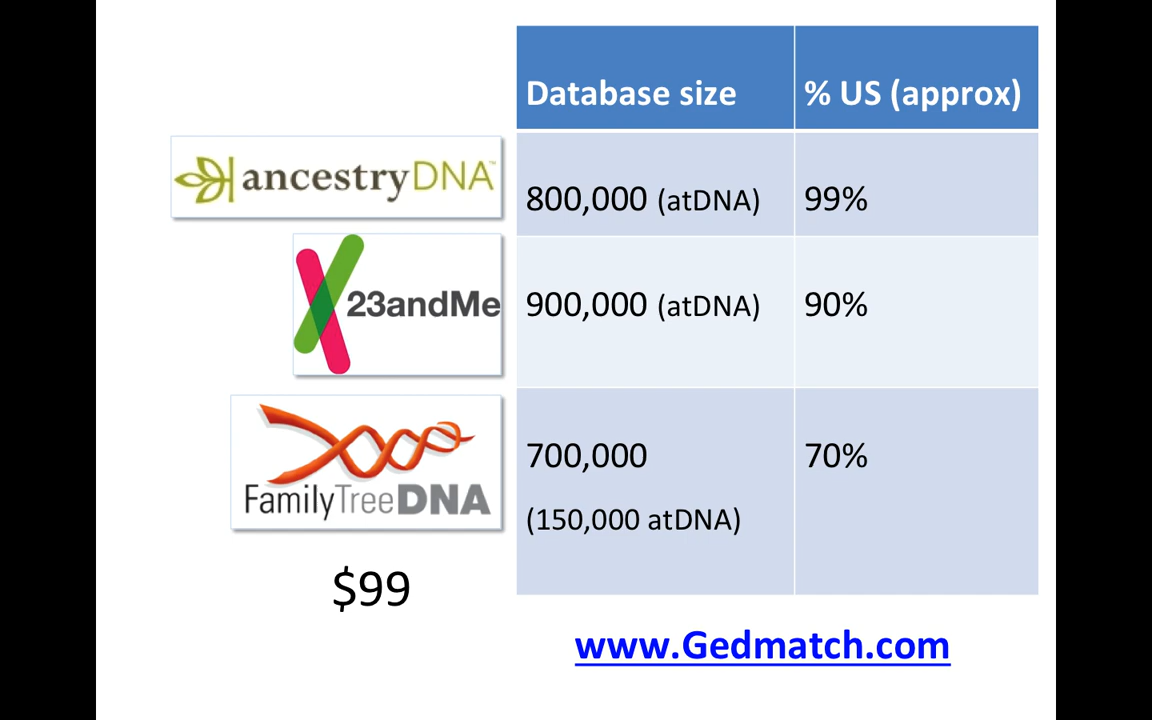 Database size % US (approx)
ancestryDNA™ 800,000 (atDNA) 99%
23andMe 900,000 (atDNA) 90%
FamilyTreeDNA 700,000 70%
(150,000 atDNA)
$99
www.Gedmatch.com